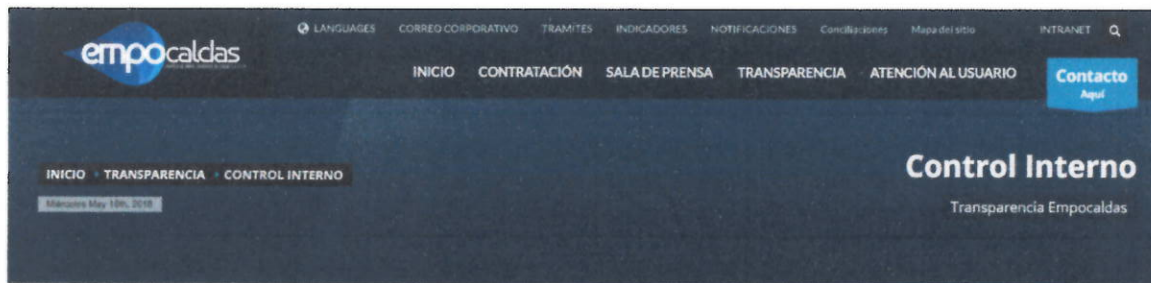 LANGUAGES CORREO CORPORATIVO TRAMITES INDICADORES NOTIFICACIONES Conciliaciones Mapa del sitio INTRANET
empocaldas
INICIO CONTRATACIÓN SALA DE PRENSA TRANSPARENCIA ATENCIÓN AL USUARIO
Contacto
Aquí
Control Interno
INICIO TRANSPARENCIA CONTROL INTERNO
Transparencia Empocaldas